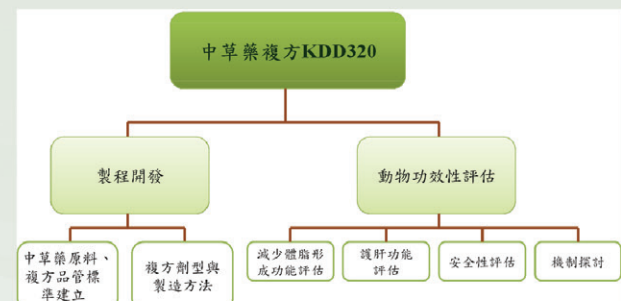 中草藥複方KDD320
製程開發
動物功效性評估
中草藥原料、
複方品管標
準建立
複方劑型與
製造方法
減少體脂形
成功能評估
護肝功能
評估
安全性評估
機制探討